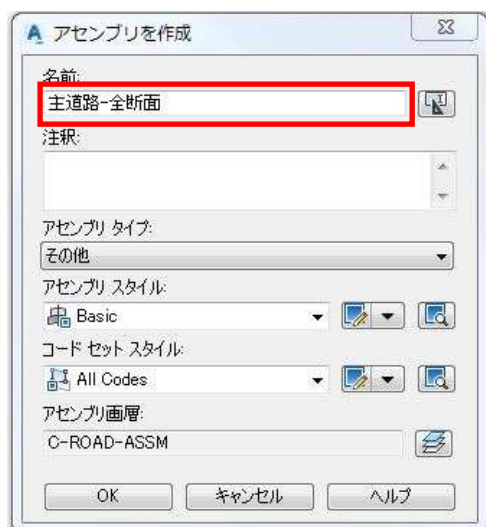 アセンブリを作成
名前:
主道路-全断面
注釈:
アセンブリ タイプ:
その他
アセンブリ スタイル:
Basic
コード セット スタイル:
All Codes
アセンブリ画層:
C-ROAD-ASSM
OK キャンセル ヘルプ